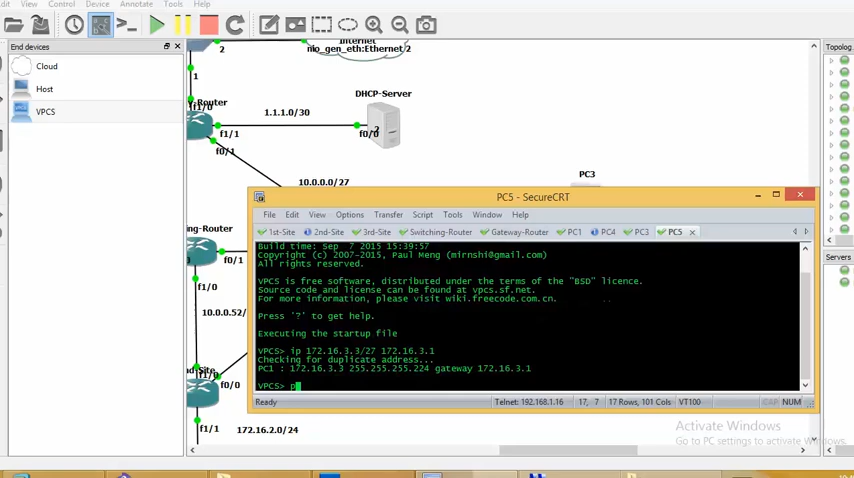 dit View Control Device Annotate Tools Help
End devices
Cloud
Host
VPCS
2
Internet
nio_gen_eth:Ethernet 2
1
f1/0
-Router
1.1.1.0/30
DHCP-Server
f1/1
f0/0
f0/1
10.0.0.0/27
PC3
ng-Router
f0/1
f1/0
10.0.0.52/
f1/0
nd-Site
f0/0
f1/1
172.16.2.0/24
Topolog
Servers
PC5 - SecureCRT
File Edit View Options Transfer Script Tools Window Help
1st-Site 2nd-Site 3rd-Site Switching-Router Gateway-Router PC1 PC4 PC3 PC5
Build time: Sep 7 2015 15:39:57
Copyright (c) 2007-2015, Paul Meng (mirnshi@gmail.com)
All rights reserved.
VPCS is free software, distributed under the terms of the "BSD" licence.
Source code and license can be found at vpcs.sf.net.
For more information, please visit wiki.freecode.com.cn.
Press '?' to get help.
Executing the startup file
VPCS> ip 172.16.3.3/27 172.16.3.1
Checking for duplicate address...
PC1 : 172.16.3.3 255.255.255.224 gateway 172.16.3.1
VPCS> p
Ready Telnet: 192.168.1.16 17, 7 17 Rows, 101 Cols VT100 CAP NUM
Activate Windows
Go to PC settings to activate Windows.